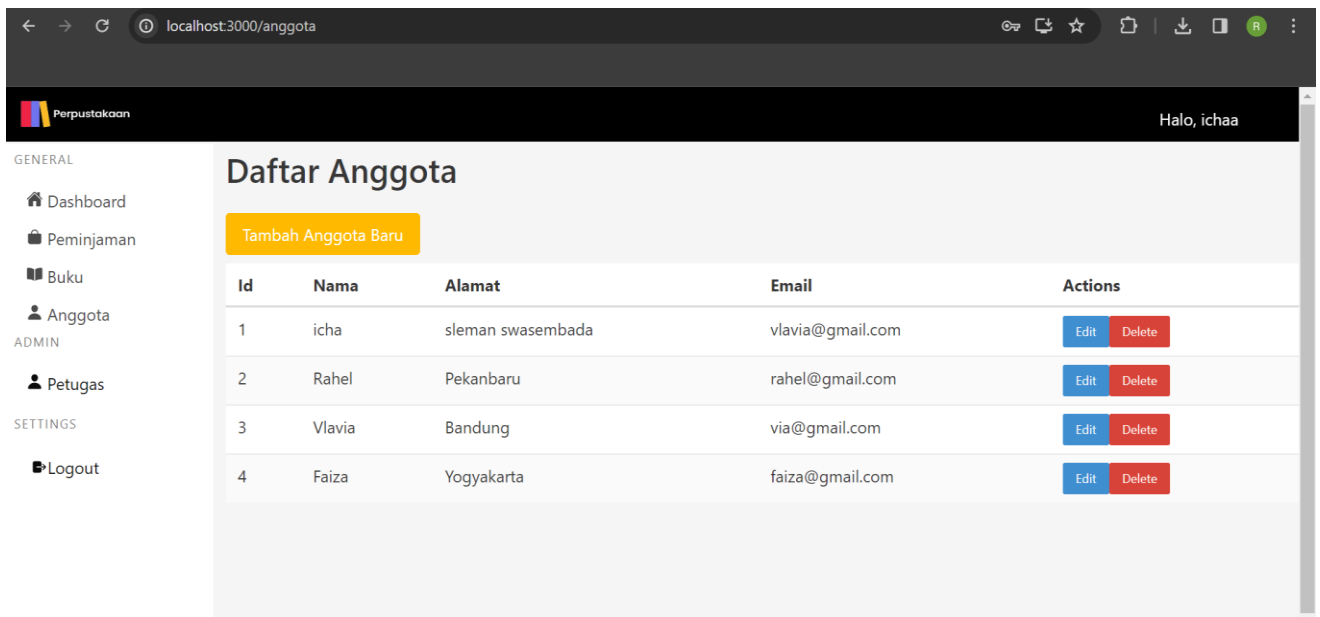 localhost:3000/anggota
R
Perpustakaan
Halo, ichaa
GENERAL
Dashboard
Peminjaman
Buku
Anggota
ADMIN
Petugas
SETTINGS
Logout
Daftar Anggota
Tambah Anggota Baru
Id Nama Alamat Email Actions
1 icha sleman swasembada vlavia@gmail.com Edit Delete
2 Rahel Pekanbaru rahel@gmail.com Edit Delete
3 Vlavia Bandung via@gmail.com Edit Delete
4 Faiza Yogyakarta faiza@gmail.com Edit Delete